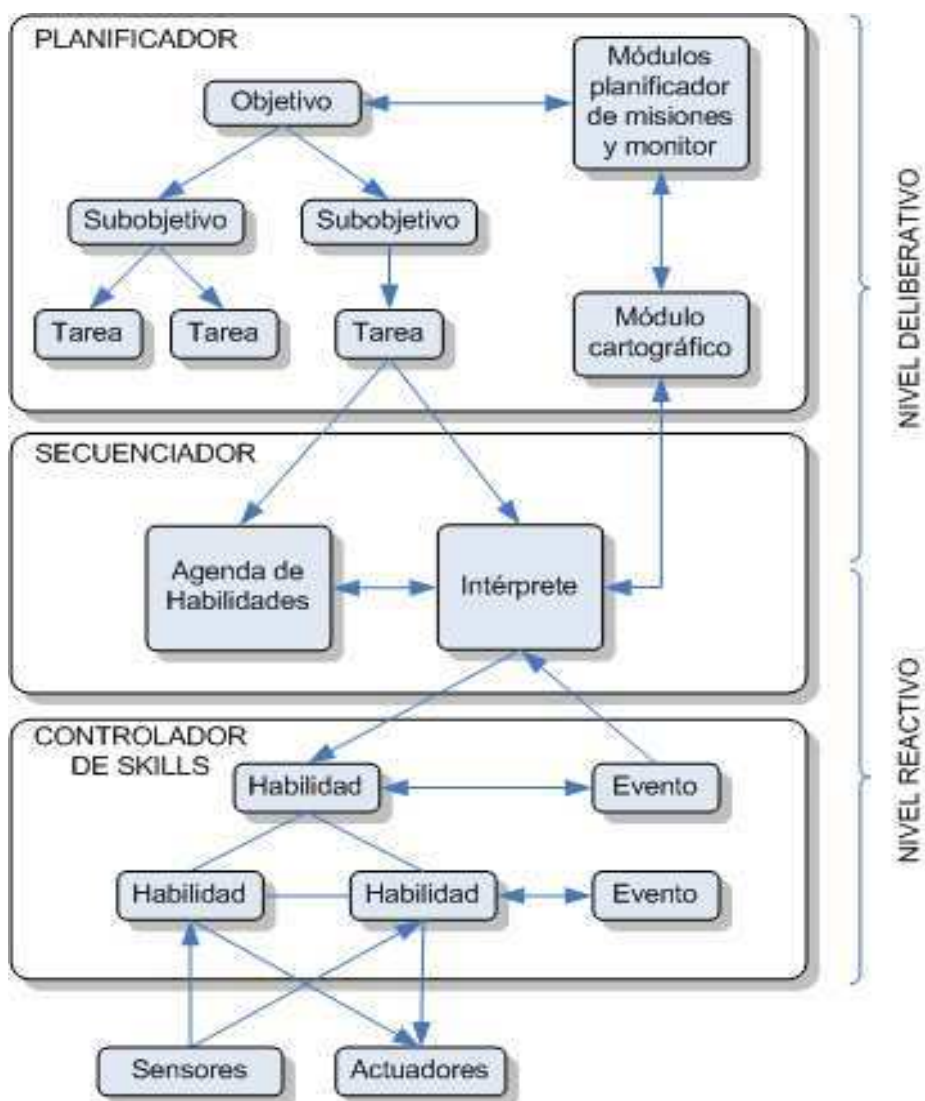 PLANIFICADOR
Objetivo
Módulos
planificador
de misiones
y monitor
Subobjetivo
Subobjetivo
Tarea
Tarea
Tarea
Módulo
cartográfico
NIVEL DELIBERATIVO
SECUENCIADOR
Agenda de
Habilidades
Intérprete
CONTROLADOR
DE SKILLS
Habilidad
Evento
Habilidad
Habilidad
Evento
NIVEL REACTIVO
Sensores
Actuadores